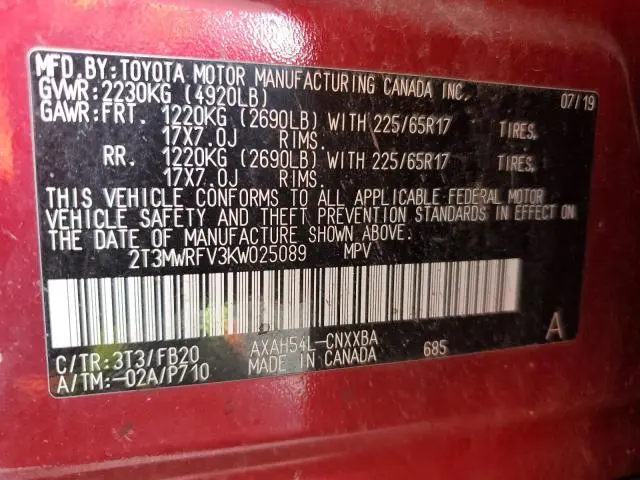 MFD.BY:TOYOTA MOTOR MANUFACTURING CANADA INC.
GVWR:2230KG (4920LB) 07/19
GAWR:FRT. 1220KG (2690LB) WITH 225/65R17 TIRES,
17X7.0J RIMS.
RR. 1220KG (2690LB) WITH 225/65R17 TIRES,
17X7.0J RIMS.
THIS VEHICLE CONFORMS TO ALL APPLICABLE FEDERAL MOTOR
VEHICLE SAFETY AND THEFT PREVENTION STANDARDS IN EFFECT ON
THE DATE OF MANUFACTURE SHOWN ABOVE.
2T3MWRFV3KW025089 MPV
C/TR:3T3/FB20 AXAH54L-CNXXBA A
A/TM:-02A/P710 MADE IN CANADA 685